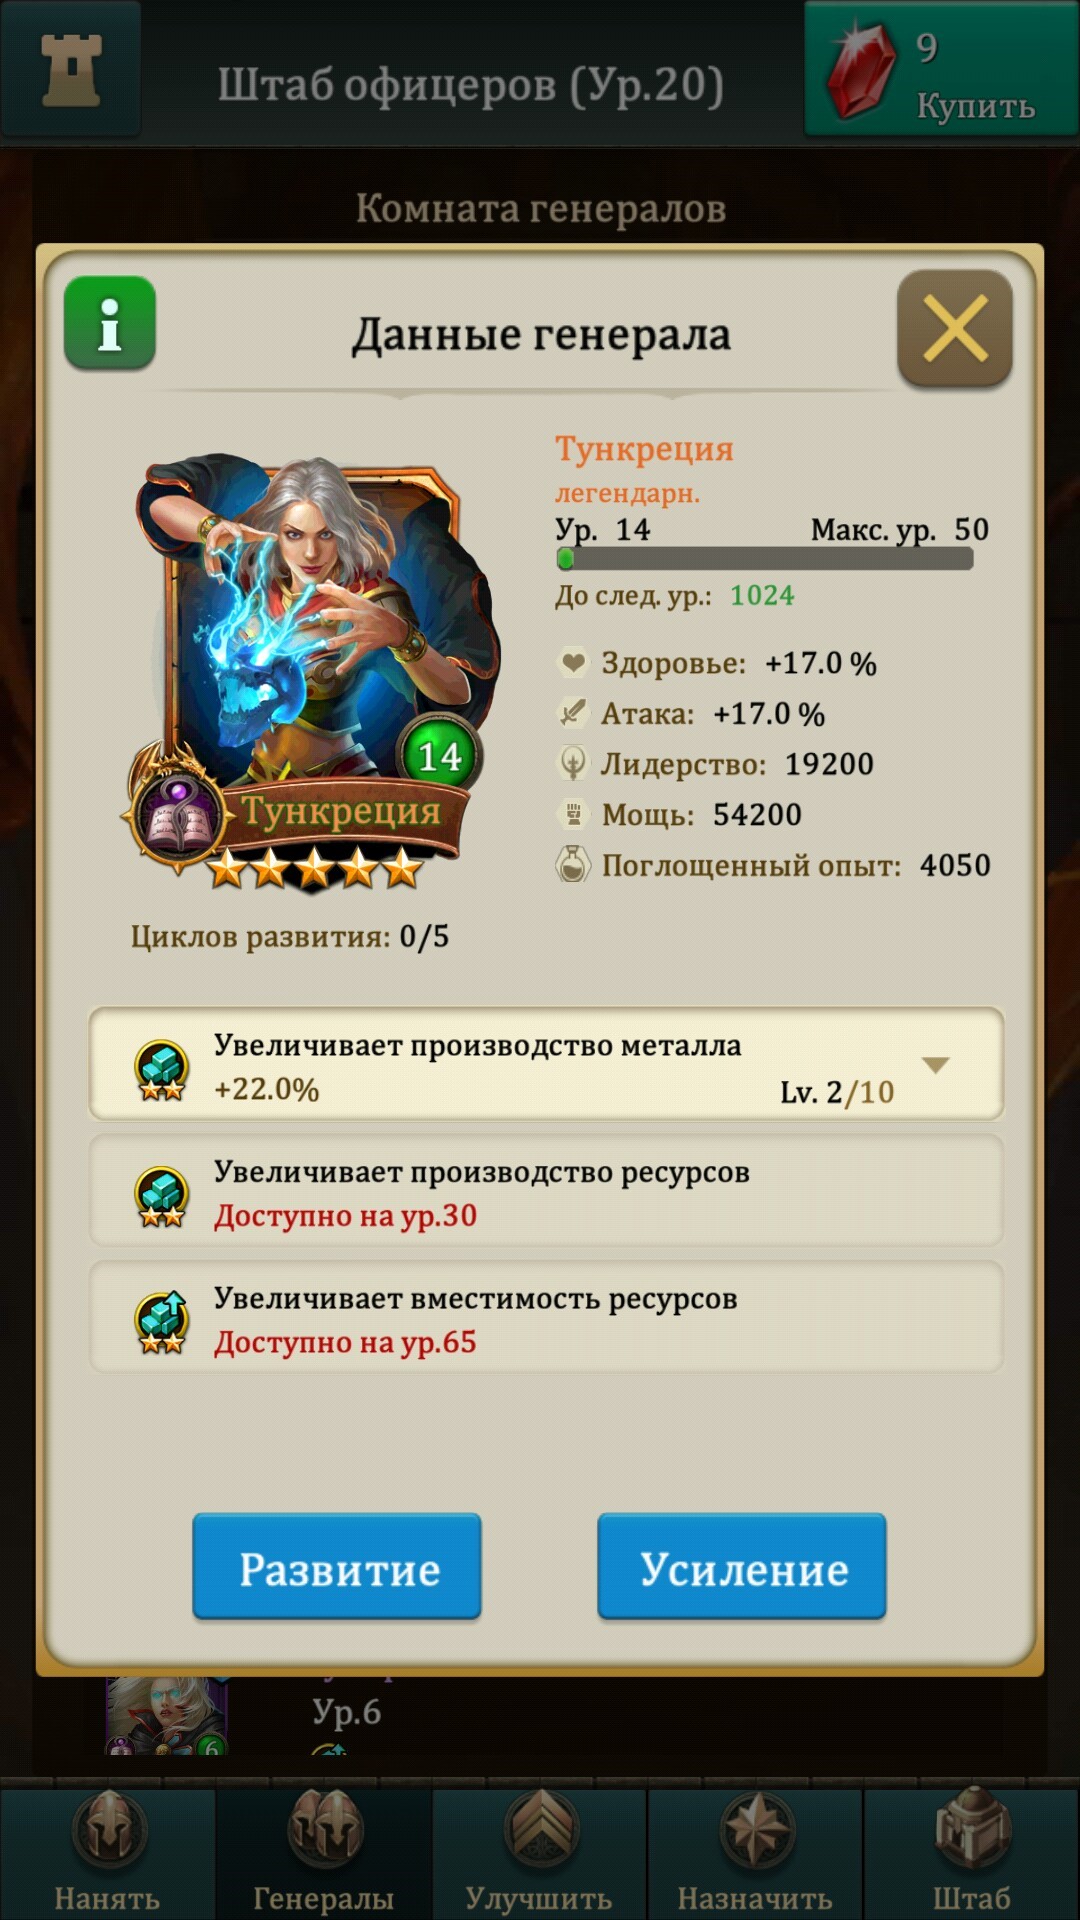 Штаб офицеров (Ур.20)
9
Купить
Комната генералов
i
Данные генерала
Тункреция
легендарн.
Ур. 14 Макс. ур. 50
До след. ур.: 1024
Здоровье: +17.0 %
Атака: +17.0 %
Лидерство: 19200
Мощь: 54200
Поглощенный опыт: 4050
14
Тункреция
Циклов развития: 0/5
Увеличивает производство металла
+22.0%
Lv. 2/10
Увеличивает производство ресурсов
Доступно на ур.30
Увеличивает вместимость ресурсов
Доступно на ур.65
Развитие
Усиление
Ур.6
6
Нанять
Генералы
Улучшить
Назначить
Штаб